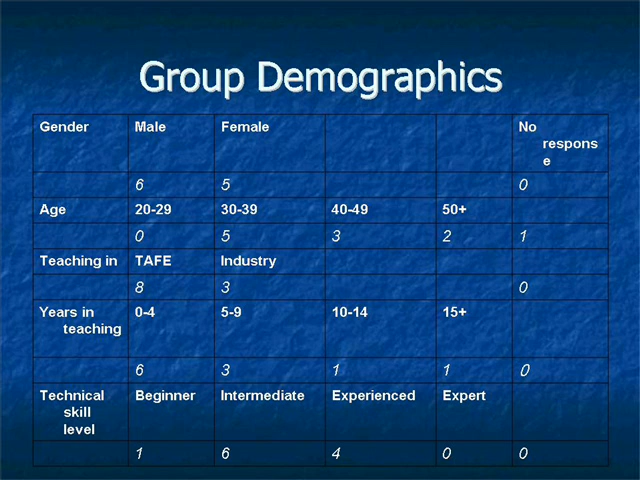 Group Demographics
Gender Male Female No
respons
e
6 5 0
Age 20-29 30-39 40-49 50+
0 5 3 2 1
Teaching in TAFE Industry
8 3 0
Years in 0-4 5-9 10-14 15+
teaching
6 3 1 1 0
Technical Beginner Intermediate Experienced Expert
skill
level
1 6 4 0 0